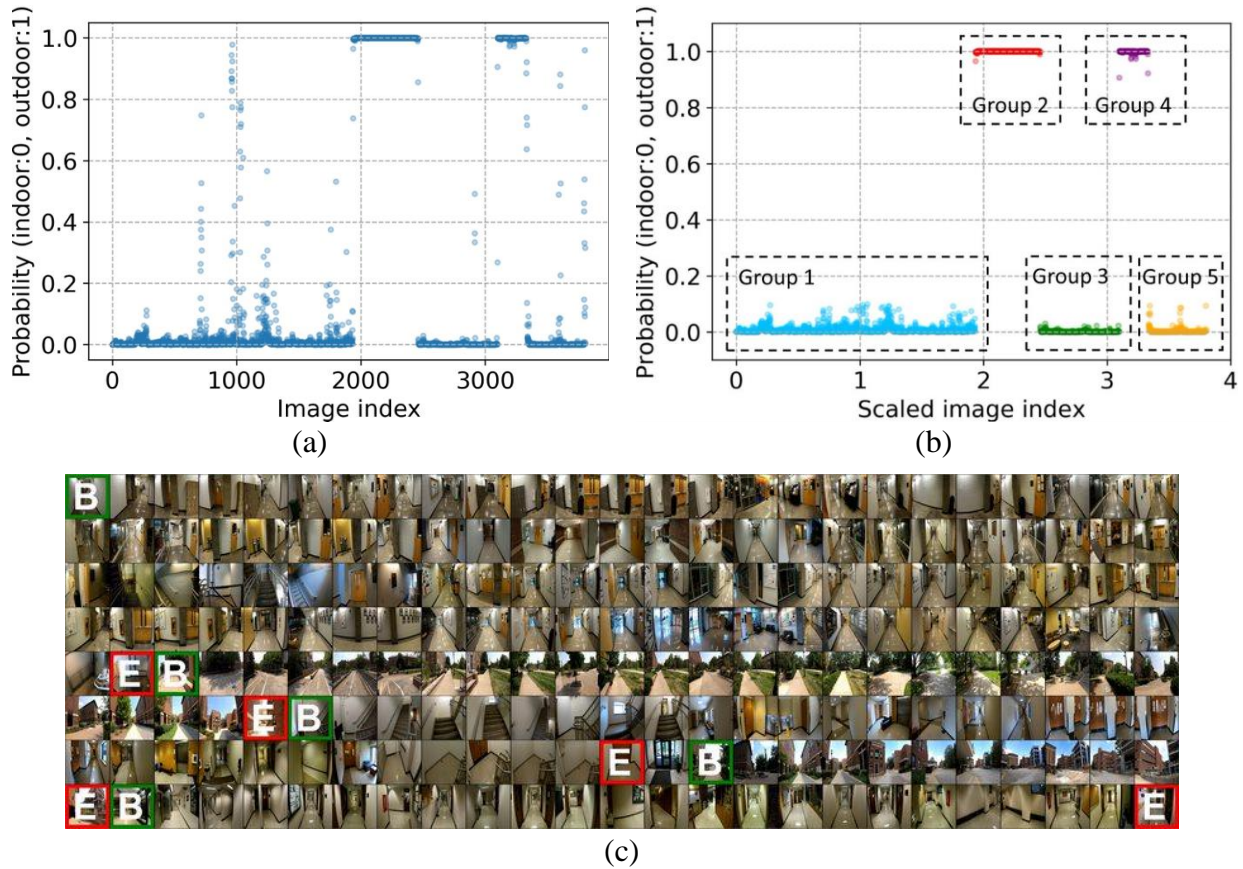 Probability (indoor:0, outdoor:1)
1.0
0.8
0.6
0.4
0.2
0.0
0 1000 2000 3000
Image index
(a)
Probability (indoor:0, outdoor:1)
1.0
0.8
0.6
0.4
0.2
0.0
Group 2 Group 4
Group 1 Group 3 Group 5
0 1 2 3 4
Scaled image index
(b)
B
E B
E B
E B
E B E
(c)